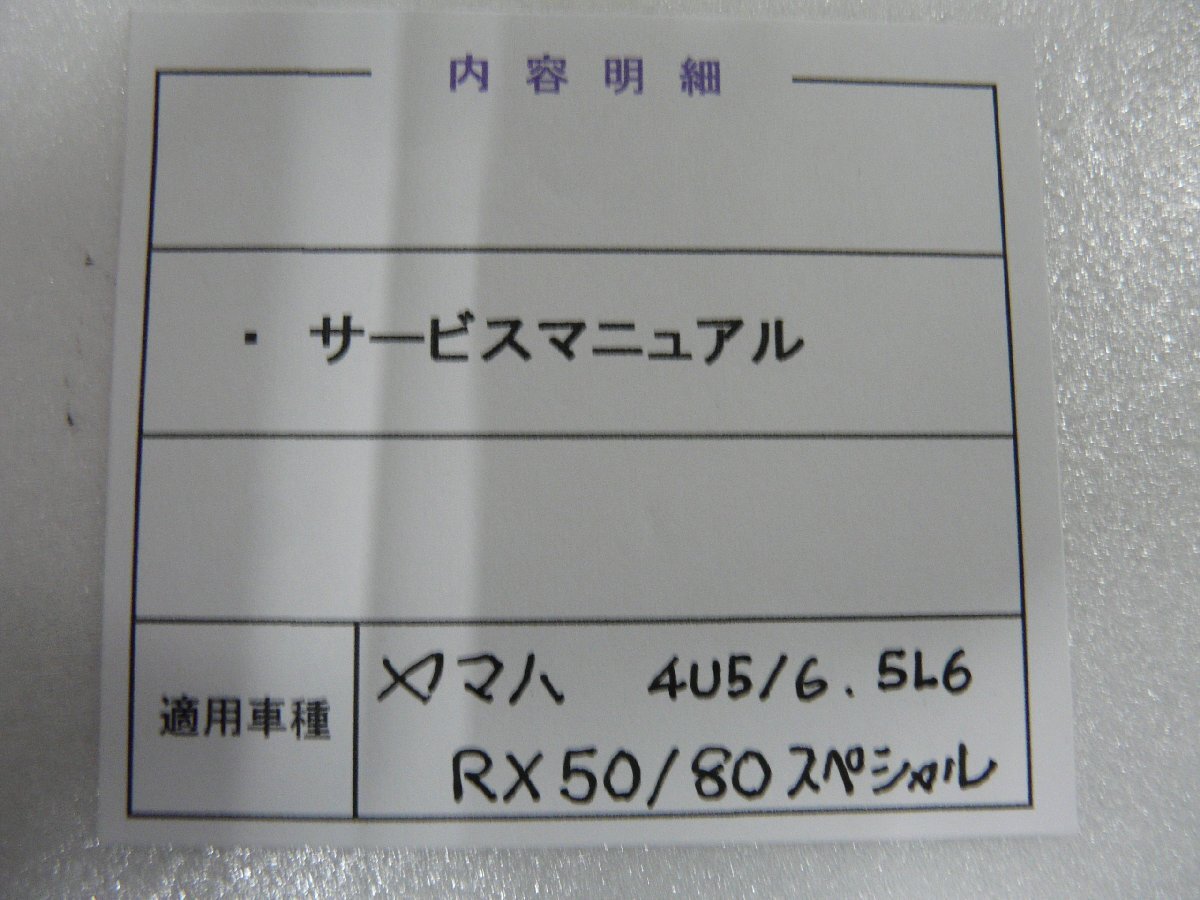 内容明細
・ サービスマニュアル
適用車種
ヤマハ 4U5/6.5L6
RX50/80スペシャル